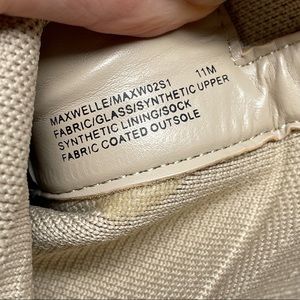 MAXWELLE/MAXW02S1 11M
FABRIC/GLASS/SYNTHETIC UPPER
SYNTHETIC LINING/SOCK
FABRIC COATED OUTSOLE